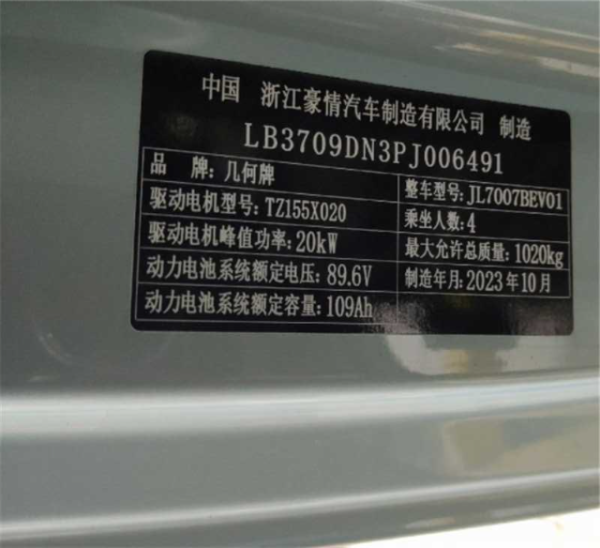 中国 浙江豪情汽车制造有限公司 制造
LB3709DN3PJ006491
品 牌:几何牌
整车型号:JL7007BEV01
驱动电机型号:TZ155X020
乘坐人数:4
驱动电机峰值功率:20kW
最大允许总质量:1020kg
动力电池系统额定电压:89.6V
制造年月:2023年10月
动力电池系统额定容量:109Ah